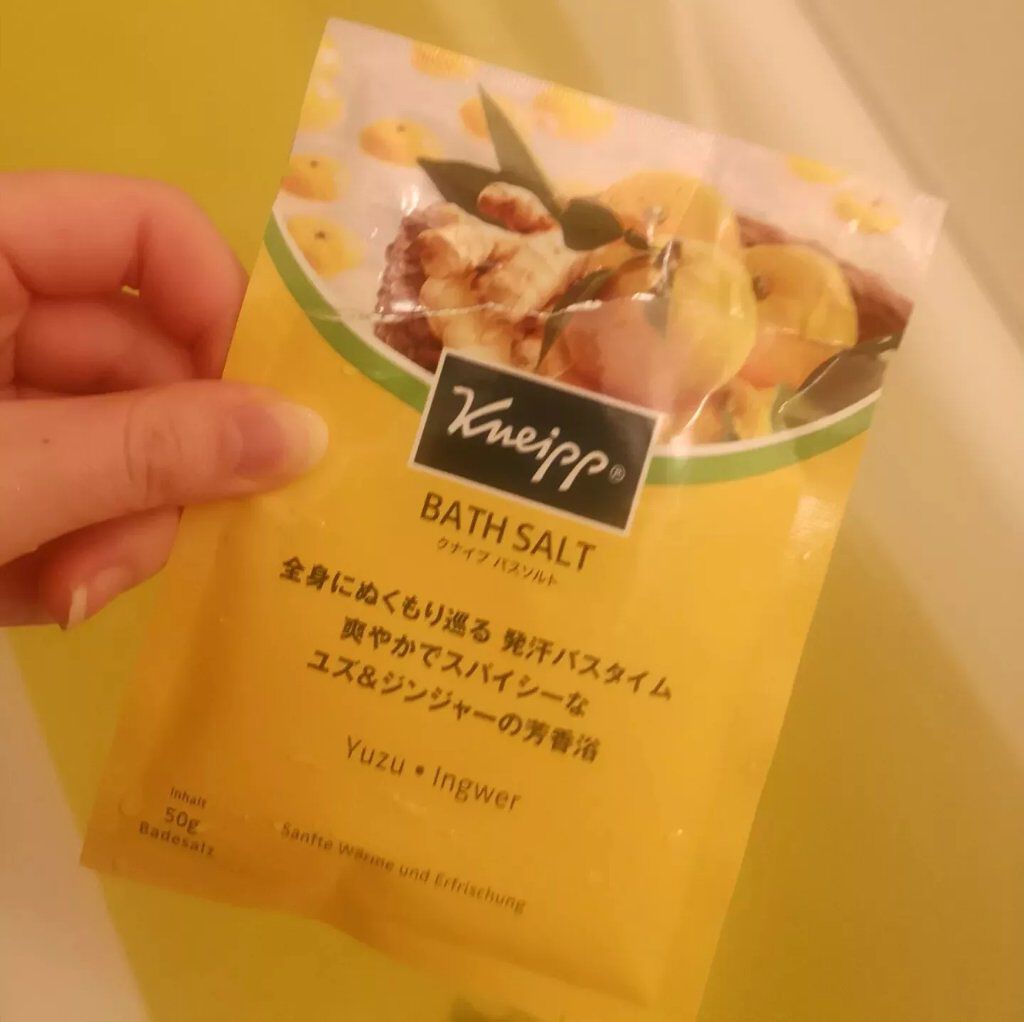 Kneipp®
BATH SALT
クナイプ バスソルト
全身にぬくもり巡る 発汗バスタイム
爽やかでスパイシーな
ユズ&ジンジャーの芳香浴
Yuzu • Ingwer
Inhalt
50g
Badesalz
Sanfte Wärme und Erfrischung